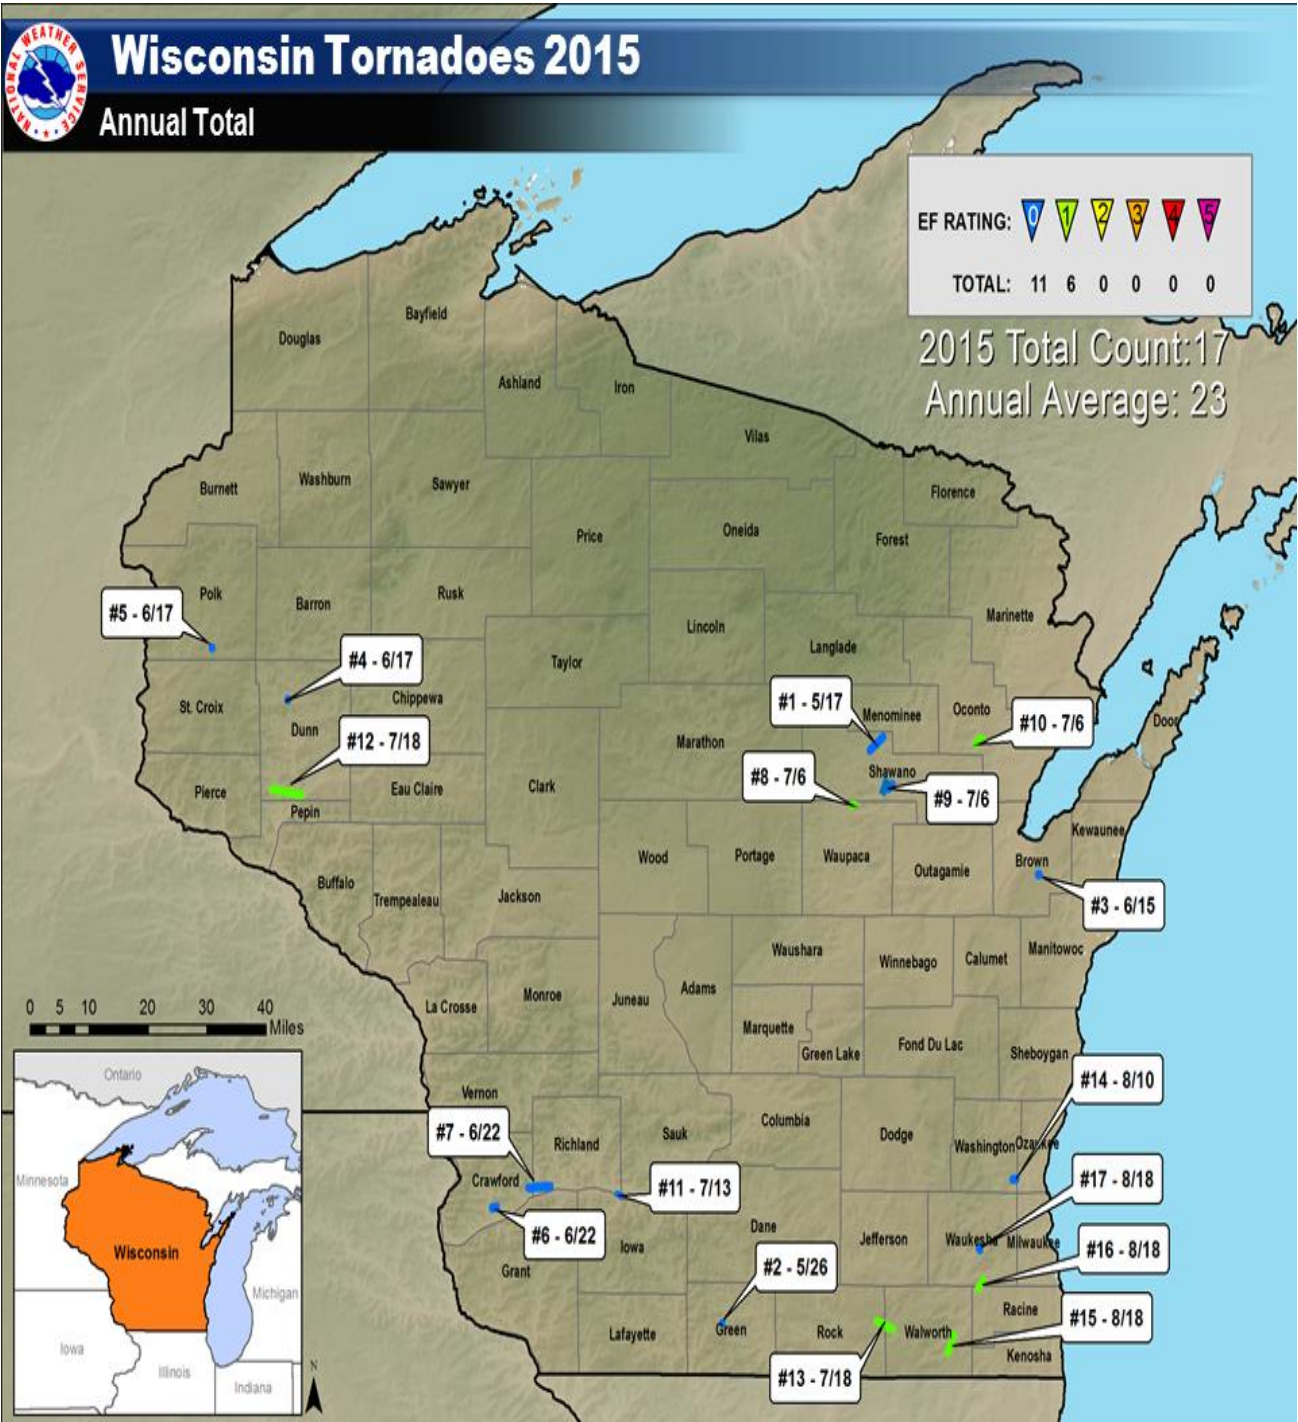 NATIONAL WEATHER SERVICE
Wisconsin Tornadoes 2015
Annual Total
EF RATING: 0 1 2 3 4 5
TOTAL: 11 6 0 0 0 0
2015 Total Count:17
Annual Average: 23
Douglas
Bayfield
Ashland
Iron
Vilas
Burnett
Washburn
Sawyer
Florence
Price
Oneida
Forest
Polk
Barron
Rusk
#5 - 6/17
Lincoln
Langlade
Marinette
Taylor
#4 - 6/17
Chippewa
St. Croix
#1 - 5/17
Menominee
Oconto
#10 - 7/6
Door
Dunn
#12 - 7/18
Marathon
Shawano
#8 - 7/6
#9 - 7/6
Pierce
Eau Claire
Clark
Pepin
Kewaunee
Wood
Portage
Waupaca
Outagamie
Brown
Buffalo
Trempealeau
Jackson
#3 - 6/15
Waushara
Winnebago
Calumet
Manitowoc
La Crosse
Monroe
Juneau
Adams
Marquette
Green Lake
Fond Du Lac
Sheboygan
0 5 10 20 30 40
Miles
Vernon
#14 - 8/10
#7 - 6/22
Richland
Sauk
Columbia
Dodge
Washington
Ozaukee
Crawford
#11 - 7/13
#17 - 8/18
#6 - 6/22
Iowa
Dane
Jefferson
Waukesha
Milwaukee
#16 - 8/18
Grant
#2 - 5/26
Lafayette
Green
Rock
Walworth
Racine
#15 - 8/18
Kenosha
#13 - 7/18
Ontario
Minnesota
Wisconsin
Michigan
Iowa
Illinois
Indiana
N